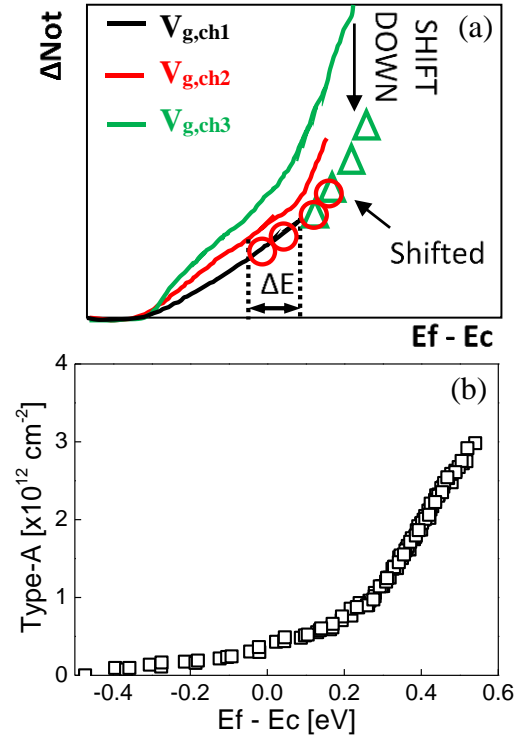 (a)
ΔNot
V_g,ch1
V_g,ch2
V_g,ch3
SHIFT
DOWN
Shifted
ΔE
Ef - Ec
(b)
Type-A [x10^12 cm^-2]
4
3
2
1
0
-0.4 -0.2 0.0 0.2 0.4 0.6
Ef - Ec [eV]